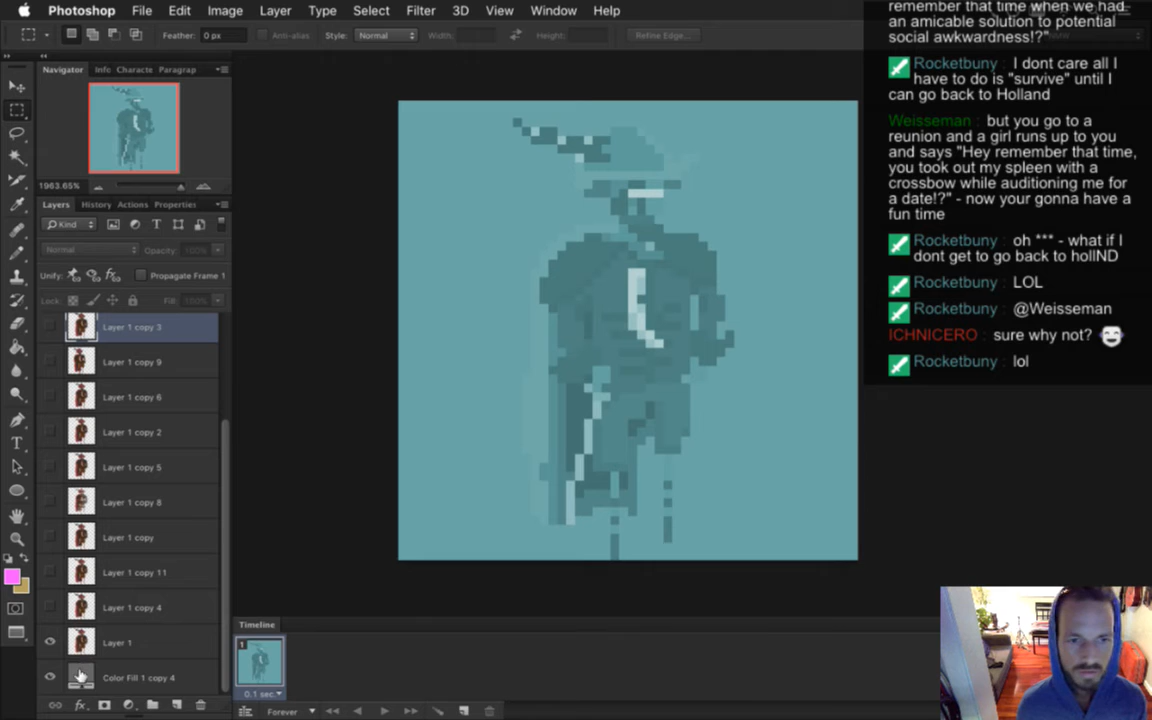 Photoshop File Edit Image Layer Type Select Filter 3D View Window Help
Feather: 0 px Anti-alias Style: Normal Width: Height: Refine Edge...
Navigator Info Characte Paragrap
1963.65%
Layers History Actions Properties
Kind
Normal Opacity: 100%
Unify: Propagate Frame 1
Lock: Fill: 100%
Layer 1 copy 3
Layer 1 copy 9
Layer 1 copy 6
Layer 1 copy 2
Layer 1 copy 5
Layer 1 copy 8
Layer 1 copy
Layer 1 copy 11
Layer 1 copy 4
Layer 1
Color Fill 1 copy 4
fx
Timeline
1
0.1 sec.
Forever
remember that time when we had
an amicable solution to potential
social awkwardness!?"
Rocketbuny : I dont care all I
have to do is "survive" until I
can go back to Holland
Weisseman : but you go to a
reunion and a girl runs up to you
and says "Hey remember that time,
you took out my spleen with a
crossbow while auditioning me for
a date!?" - now your gonna have a
fun time
Rocketbuny : oh *** - what if I
dont get to go back to hollND
Rocketbuny : LOL
Rocketbuny : @Weisseman
ICHNICERO : sure why not?
Rocketbuny : lol